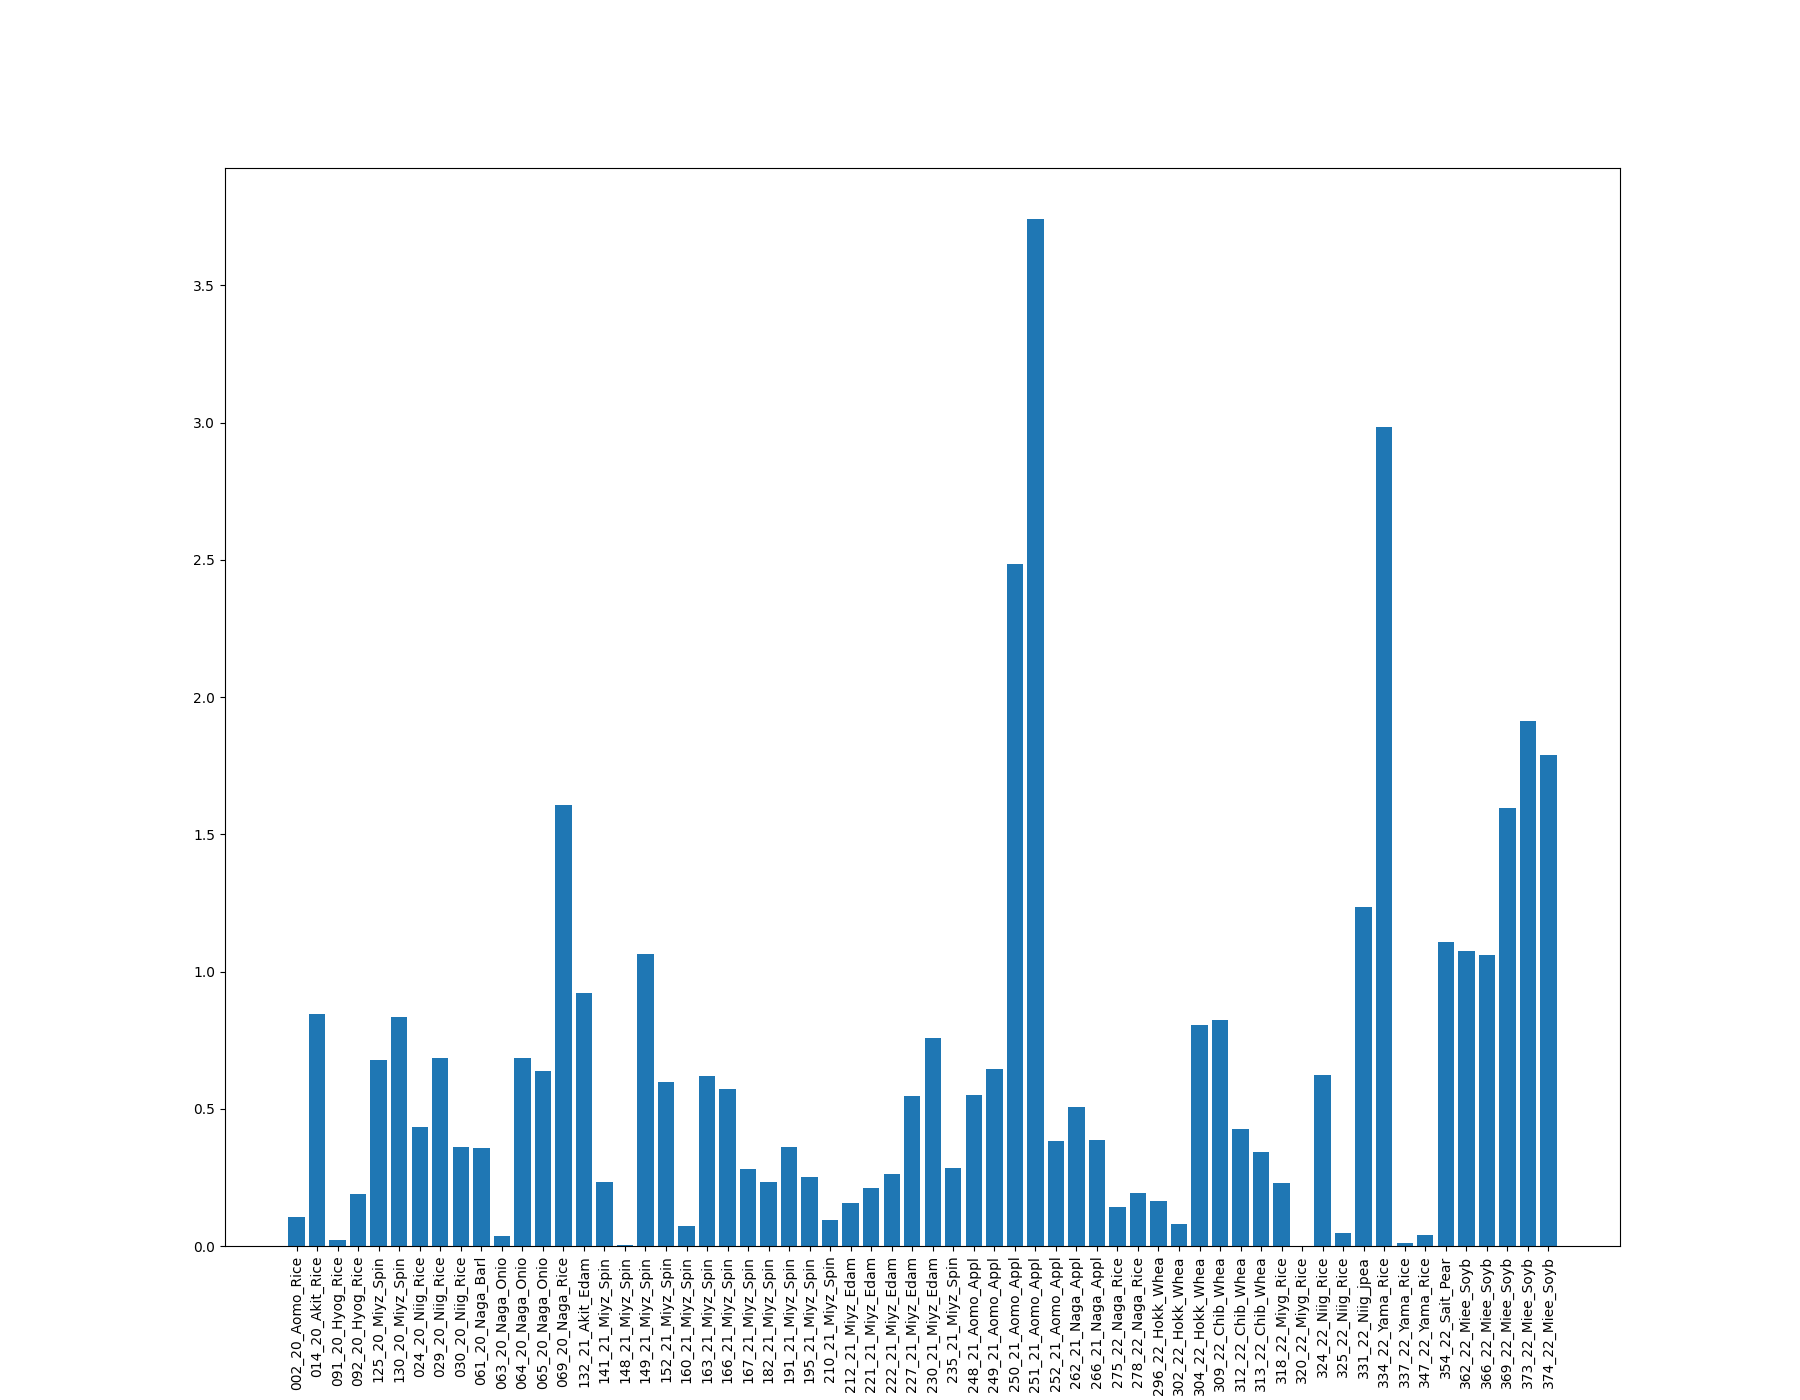 3.5
3.0
2.5
2.0
1.5
1.0
0.5
0.0
002_20_Aomo_Rice
014_20_Akit_Rice
091_20_Hyog_Rice
092_20_Hyog_Rice
125_20_Miyz_Spin
130_20_Miyz_Spin
024_20_Niig_Rice
029_20_Niig_Rice
030_20_Niig_Rice
061_20_Naga_Barl
063_20_Naga_Onio
064_20_Naga_Onio
065_20_Naga_Onio
069_20_Naga_Rice
132_21_Akit_Edam
141_21_Miyz_Spin
148_21_Miyz_Spin
149_21_Miyz_Spin
152_21_Miyz_Spin
160_21_Miyz_Spin
163_21_Miyz_Spin
166_21_Miyz_Spin
167_21_Miyz_Spin
182_21_Miyz_Spin
191_21_Miyz_Spin
195_21_Miyz_Spin
210_21_Miyz_Spin
212_21_Miyz_Edam
221_21_Miyz_Edam
222_21_Miyz_Edam
227_21_Miyz_Edam
230_21_Miyz_Edam
235_21_Miyz_Spin
248_21_Aomo_Appl
249_21_Aomo_Appl
250_21_Aomo_Appl
251_21_Aomo_Appl
252_21_Aomo_Appl
262_21_Naga_Appl
266_21_Naga_Appl
275_22_Naga_Rice
278_22_Naga_Rice
296_22_Hokk_Whea
302_22_Hokk_Whea
304_22_Hokk_Whea
309_22_Chib_Whea
312_22_Chib_Whea
313_22_Chib_Whea
318_22_Miyg_Rice
320_22_Miyg_Rice
324_22_Niig_Rice
325_22_Niig_Rice
331_22_Niig_jpea
334_22_Yama_Rice
337_22_Yama_Rice
347_22_Yama_Rice
354_22_Sait_Pear
362_22_Miee_Soyb
366_22_Miee_Soyb
369_22_Miee_Soyb
373_22_Miee_Soyb
374_22_Miee_Soyb